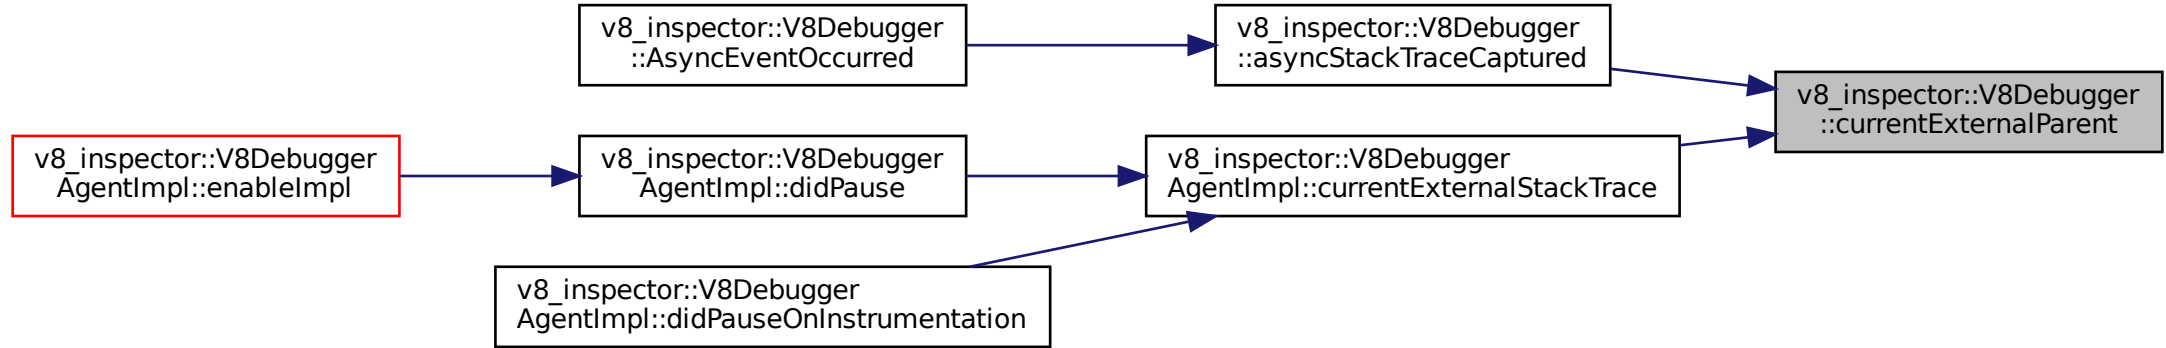 v8_inspector::V8Debugger
::AsyncEventOccurred
v8_inspector::V8Debugger
::asyncStackTraceCaptured
v8_inspector::V8Debugger
::currentExternalParent
v8_inspector::V8Debugger
AgentImpl::enableImpl
v8_inspector::V8Debugger
AgentImpl::didPause
v8_inspector::V8Debugger
AgentImpl::currentExternalStackTrace
v8_inspector::V8Debugger
AgentImpl::didPauseOnInstrumentation